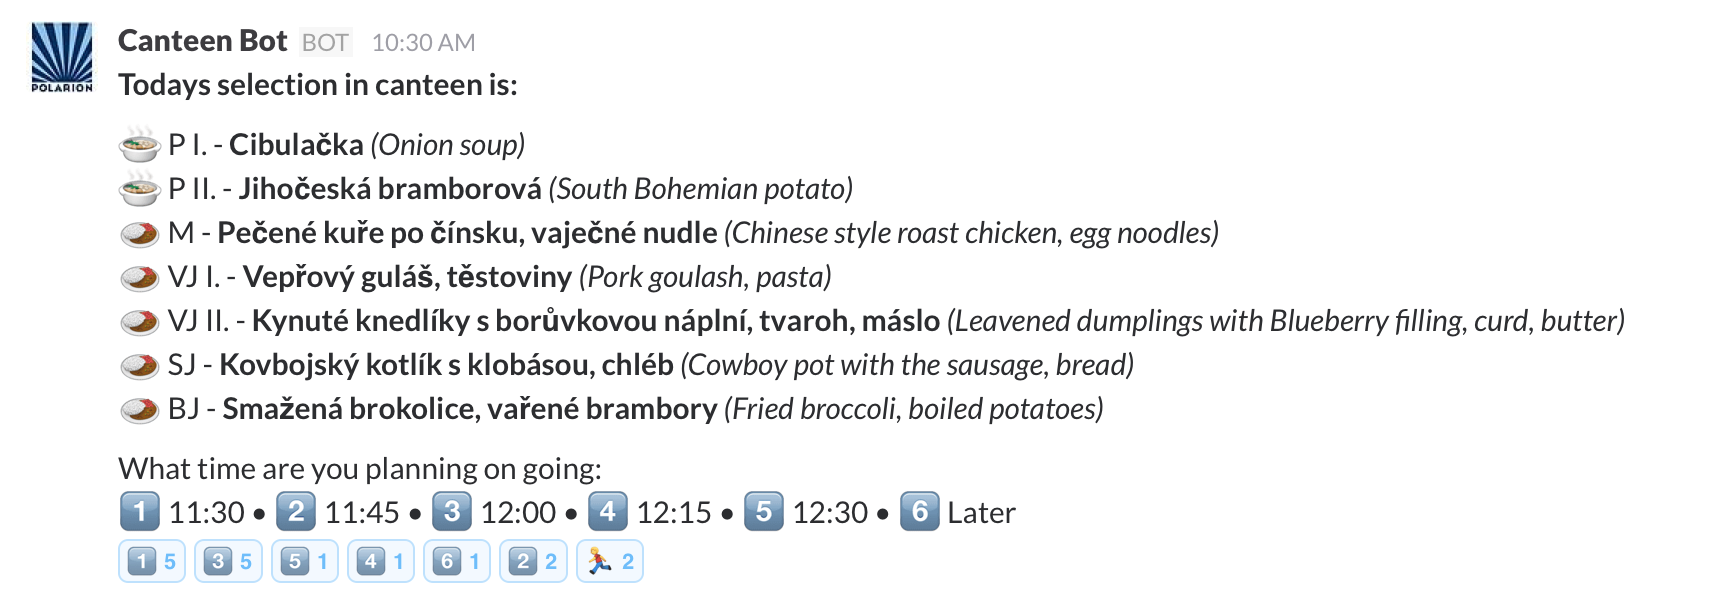 POLARION
Canteen Bot BOT 10:30 AM
Todays selection in canteen is:
P I. - Cibulačka (Onion soup)
P II. - Jihočeská bramborová (South Bohemian potato)
M - Pečené kuře po čínsku, vaječné nudle (Chinese style roast chicken, egg noodles)
VJ I. - Vepřový guláš, těstoviny (Pork goulash, pasta)
VJ II. - Kynuté knedlíky s borůvkovou náplní, tvaroh, máslo (Leavened dumplings with Blueberry filling, curd, butter)
SJ - Kovbojský kotlík s klobásou, chléb (Cowboy pot with the sausage, bread)
BJ - Smažená brokolice, vařené brambory (Fried broccoli, boiled potatoes)
What time are you planning on going:
1 11:30 • 2 11:45 • 3 12:00 • 4 12:15 • 5 12:30 • 6 Later
1 5 3 5 5 1 4 1 6 1 2 2 2